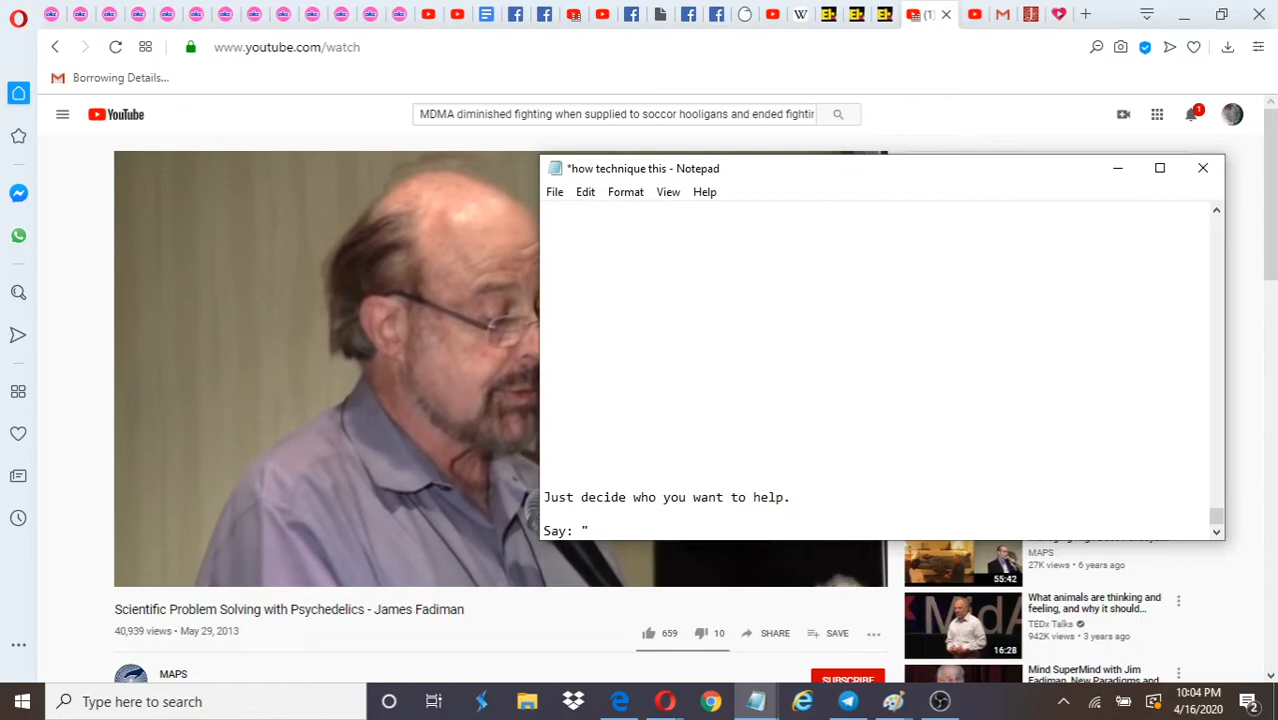 (1)
www.youtube.com/watch
Borrowing Details...
YouTube
MDMA diminished fighting when supplied to soccor hooligans and ended fightin
1
*how technique this - Notepad
File Edit Format View Help
Just decide who you want to help.
Say: "
Scientific Problem Solving with Psychedelics - James Fadiman
40,939 views • May 29, 2013
659 10 SHARE SAVE
MAPS
SUBSCRIBE
MAPS
27K views • 6 years ago
55:42
What animals are thinking and
feeling, and why it should...
TEDx Talks
942K views • 3 years ago
16:28
Mind SuperMind with Jim
Fadiman, New Paradigms and
Type here to search
10:04 PM
4/16/2020
2